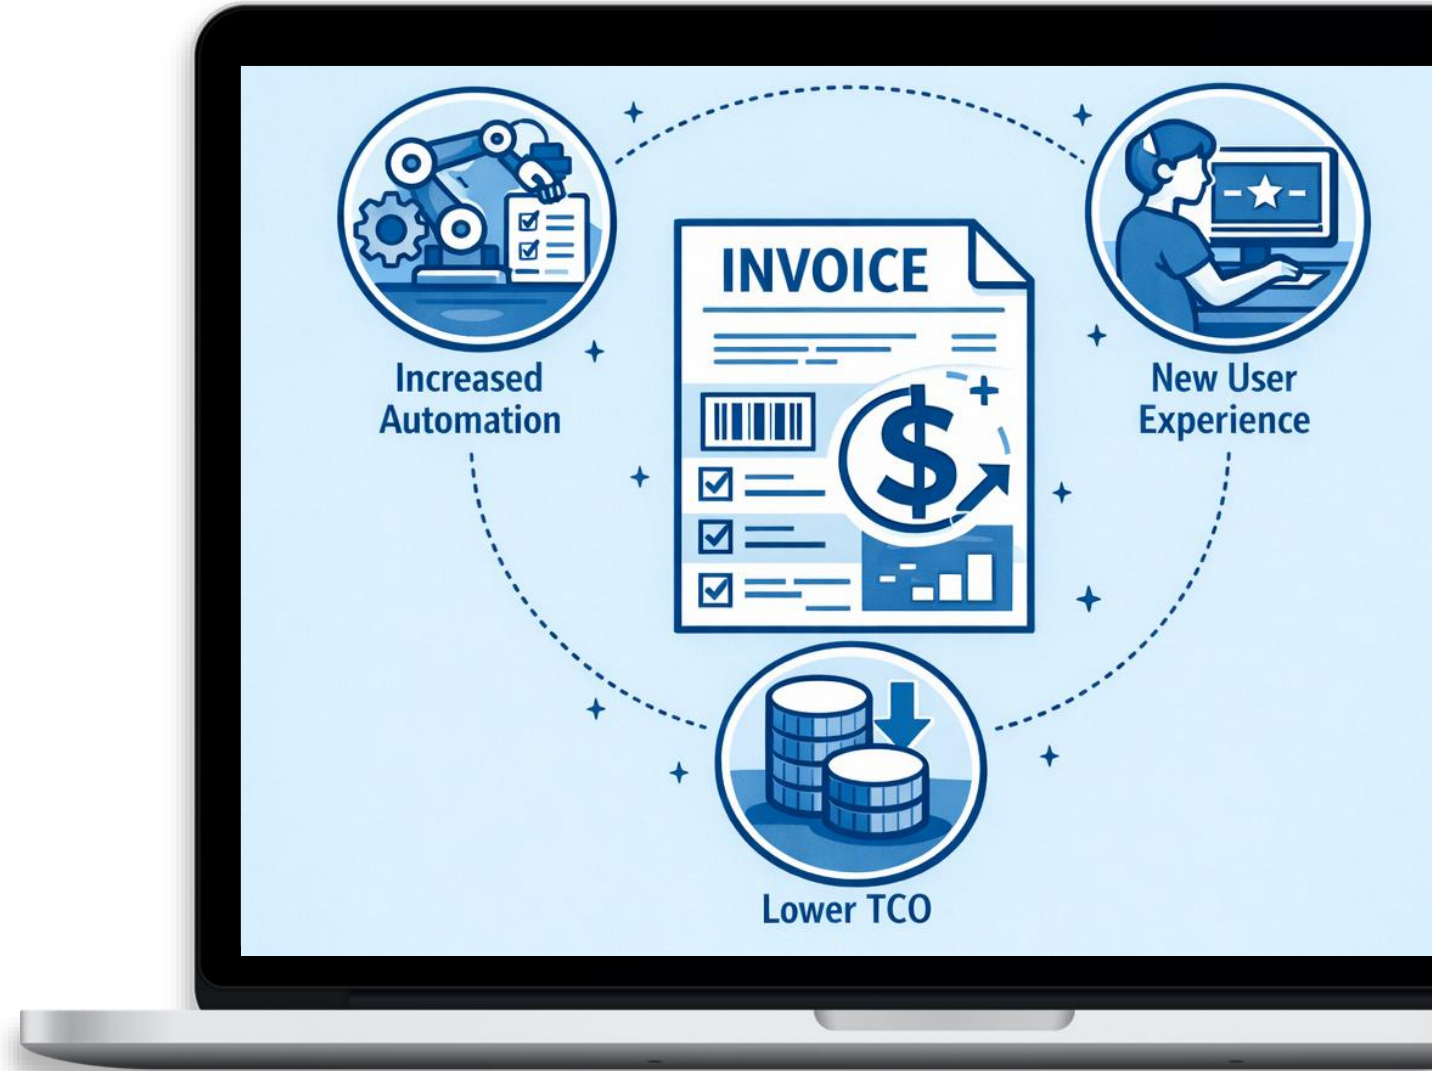 INVOICE
Increased
Automation
New User
Experience
$
Lower TCO